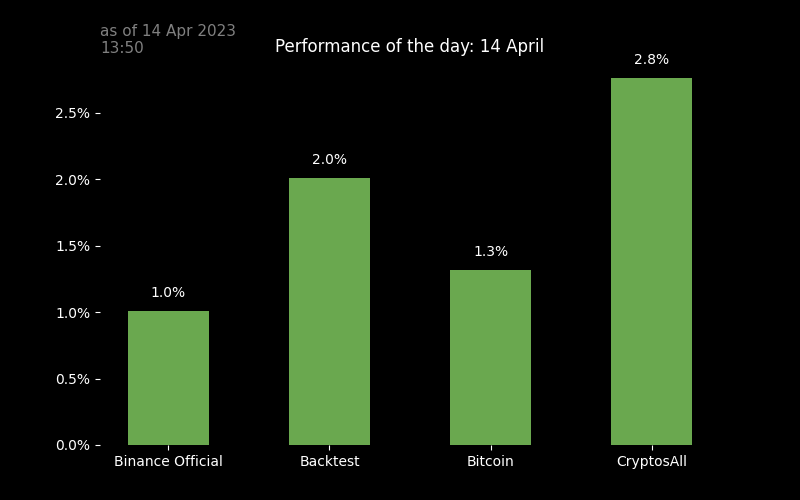 as of 14 Apr 2023
13:50
Performance of the day: 14 April
2.8%
2.5%
2.0%
2.0%
1.5%
1.3%
1.0%
1.0%
0.5%
0.0%
Binance Official
Backtest
Bitcoin
CryptosAll